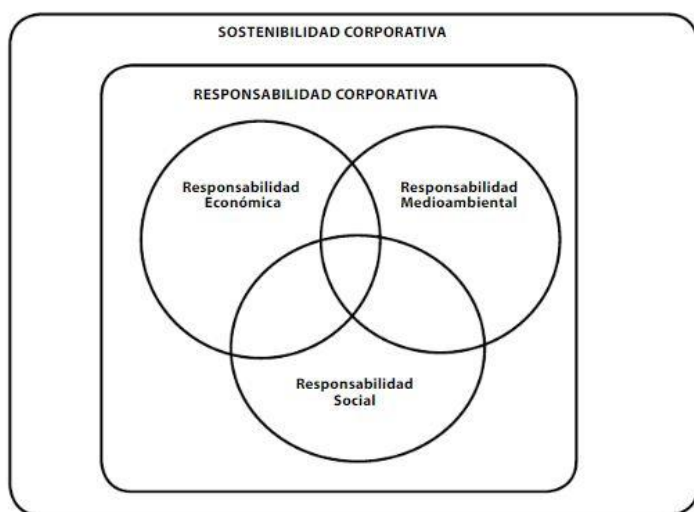 SOSTENIBILIDAD CORPORATIVA
RESPONSABILIDAD CORPORATIVA
Responsabilidad
Económica
Responsabilidad
Medioambiental
Responsabilidad
Social